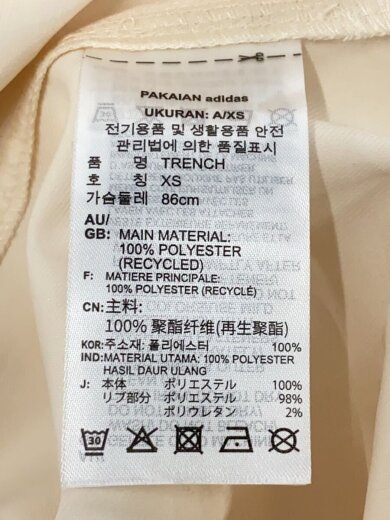 PAKAIAN adidas
UKURAN: A/XS
전기용품 및 생활용품 안전
관리법에 의한 품질표시
품 명 TRENCH
호 칭 XS
가슴둘레 86cm
AU/
GB: MAIN MATERIAL:
100% POLYESTER
(RECYCLED)
F: MATIERE PRINCIPALE:
100% POLYESTER (RECYCLÉ)
CN: 主料:
100% 聚酯纤维(再生聚酯)
KOR: 주소재: 폴리에스터 100%
IND: MATERIAL UTAMA: 100% POLYESTER
HASIL DAUR ULANG
J: 本体 ポリエステル 100%
リブ部分 ポリエステル 98%
ポリウレタン 2%
30